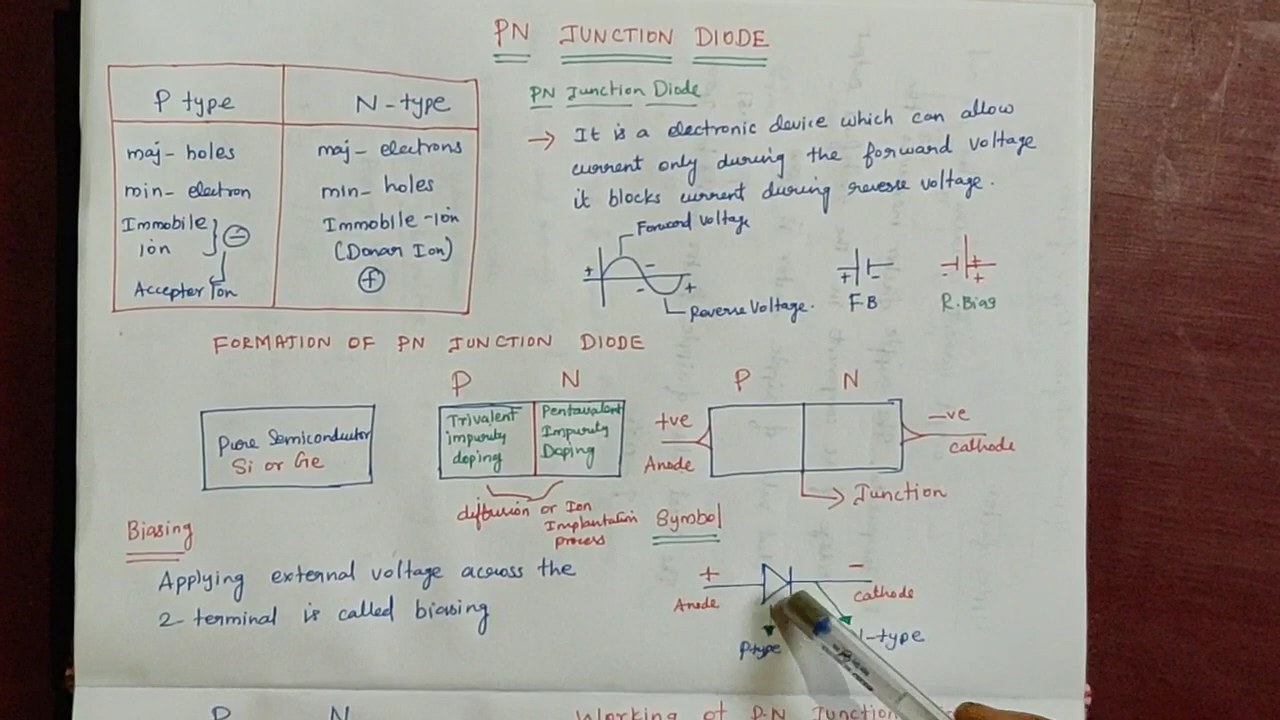 PN JUNCTION DIODE
P type
N-type
maj- holes
maj- electrons
min- electron
min- holes
Immobile
ion
Immobile -ion
(Donar Ion)
Accepter Ion
PN Junction Diode
→ It is a electronic device which can allow
current only during the forward voltage
it blocks current during reverse voltage.
Forward voltage
+ - - +
Reverse Voltage.
+ -
F.B
- + +
R.Bias
FORMATION OF PN JUNCTION DIODE
Pure Semiconductor
Si or Ge
P N
Trivalent
impurity
doping
Pentavalent
Impurity
Doping
diffusion or Ion
Implantation
process
P N
+ve
Anode
-ve
cathode
Junction
Biasing
Applying external voltage across the
2- terminal is called biasing
Symbol
+ -
Anode
cathode
Ptype
-type
P N
Working of P.N Junction